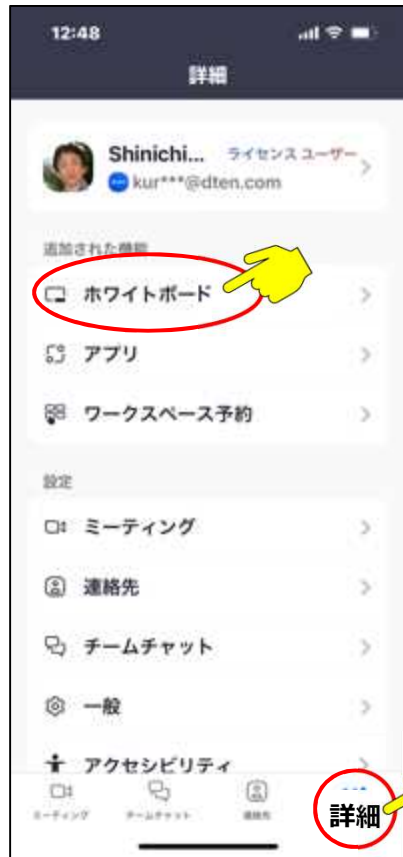 12:48
詳細
Shinichi... ライセンス ユーザー
kur***@dten.com
追加された機能
ホワイトボード
アプリ
ワークスペース予約
設定
ミーティング
連絡先
チームチャット
一般
アクセシビリティ
ミーティング チームチャット 連絡先 詳細